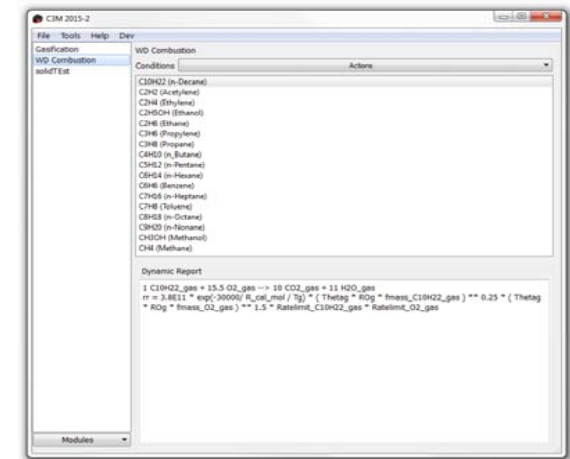 C3M 2015-2
File Tools Help Dev
Gasification
WD Combustion
solidTEst
WD Combustion
Conditions Actions
C10H22 (n-Decane)
C2H2 (Acetylene)
C2H4 (Ethylene)
C2H5OH (Ethanol)
C2H6 (Ethane)
C3H6 (Propylene)
C3H8 (Propane)
C4H10 (n_Butane)
C5H12 (n-Pentane)
C6H14 (n-Hexane)
C6H6 (Benzene)
C7H16 (n-Heptane)
C7H8 (Toluene)
C8H18 (n-Octane)
C9H20 (n-Nonane)
CH3OH (Methanol)
CH4 (Methane)
Dynamic Report
1 C10H22_gas + 15.5 O2_gas --> 10 CO2_gas + 11 H2O_gas
rr = 3.8E11 * exp(-30000/ R_cal_mol / Tg) * ( Thetag * ROg * fmass_C10H22_gas ) ** 0.25 * ( Thetag
* ROg * fmass_O2_gas ) ** 1.5 * Ratelimit_C10H22_gas * Ratelimit_O2_gas
Modules